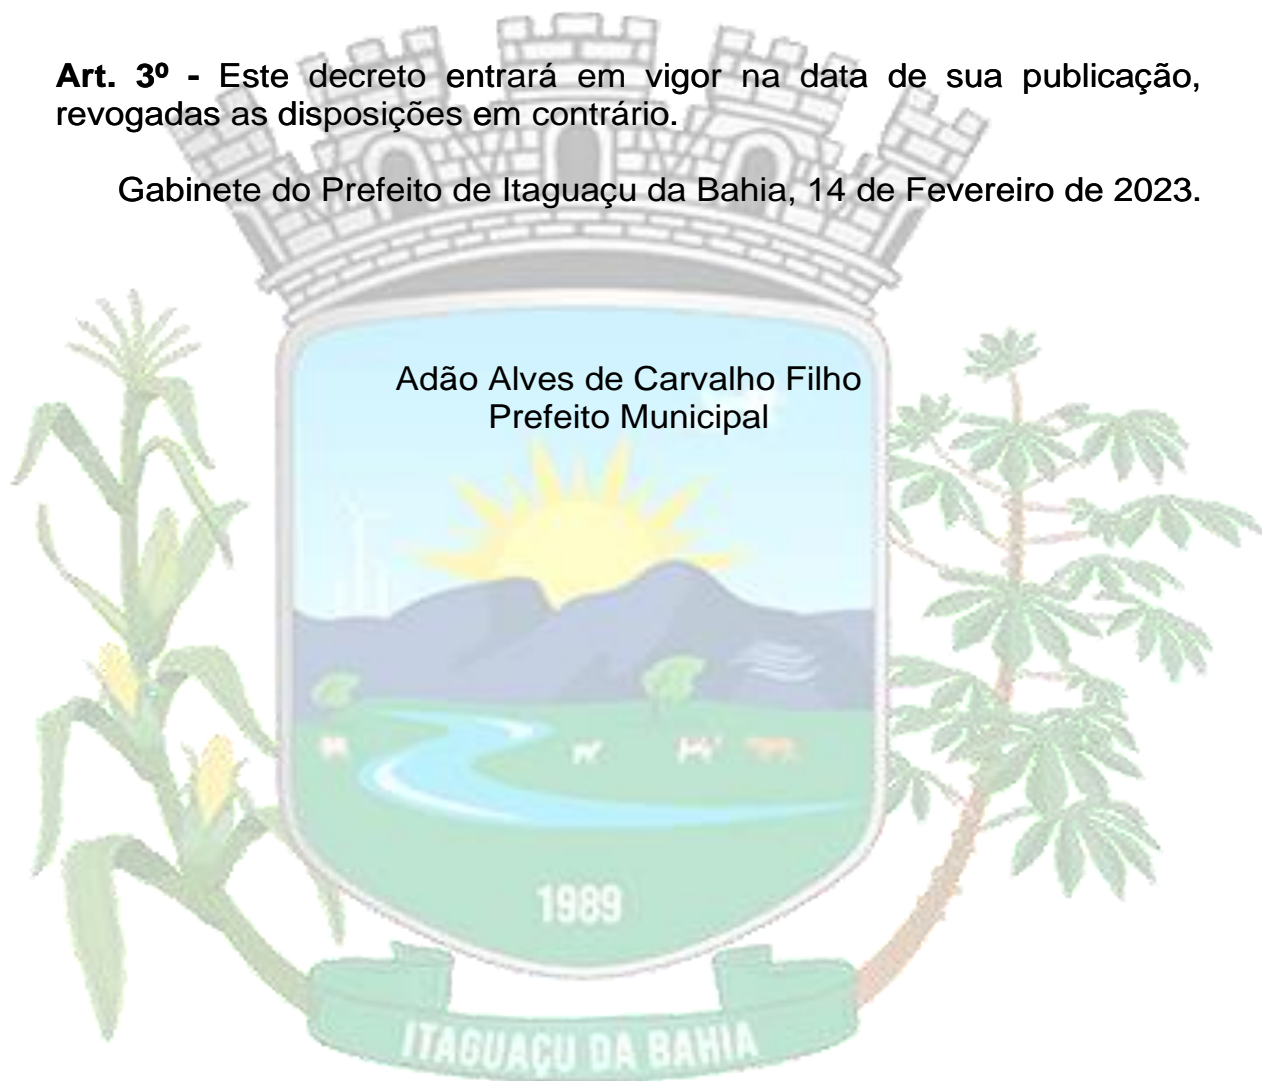 Art. 3º - Este decreto entrará em vigor na data de sua publicação,
revogadas as disposições em contrário.
Gabinete do Prefeito de Itaguaçu da Bahia, 14 de Fevereiro de 2023.
Adão Alves de Carvalho Filho
Prefeito Municipal
1989
ITAGUAÇU DA BAHIA